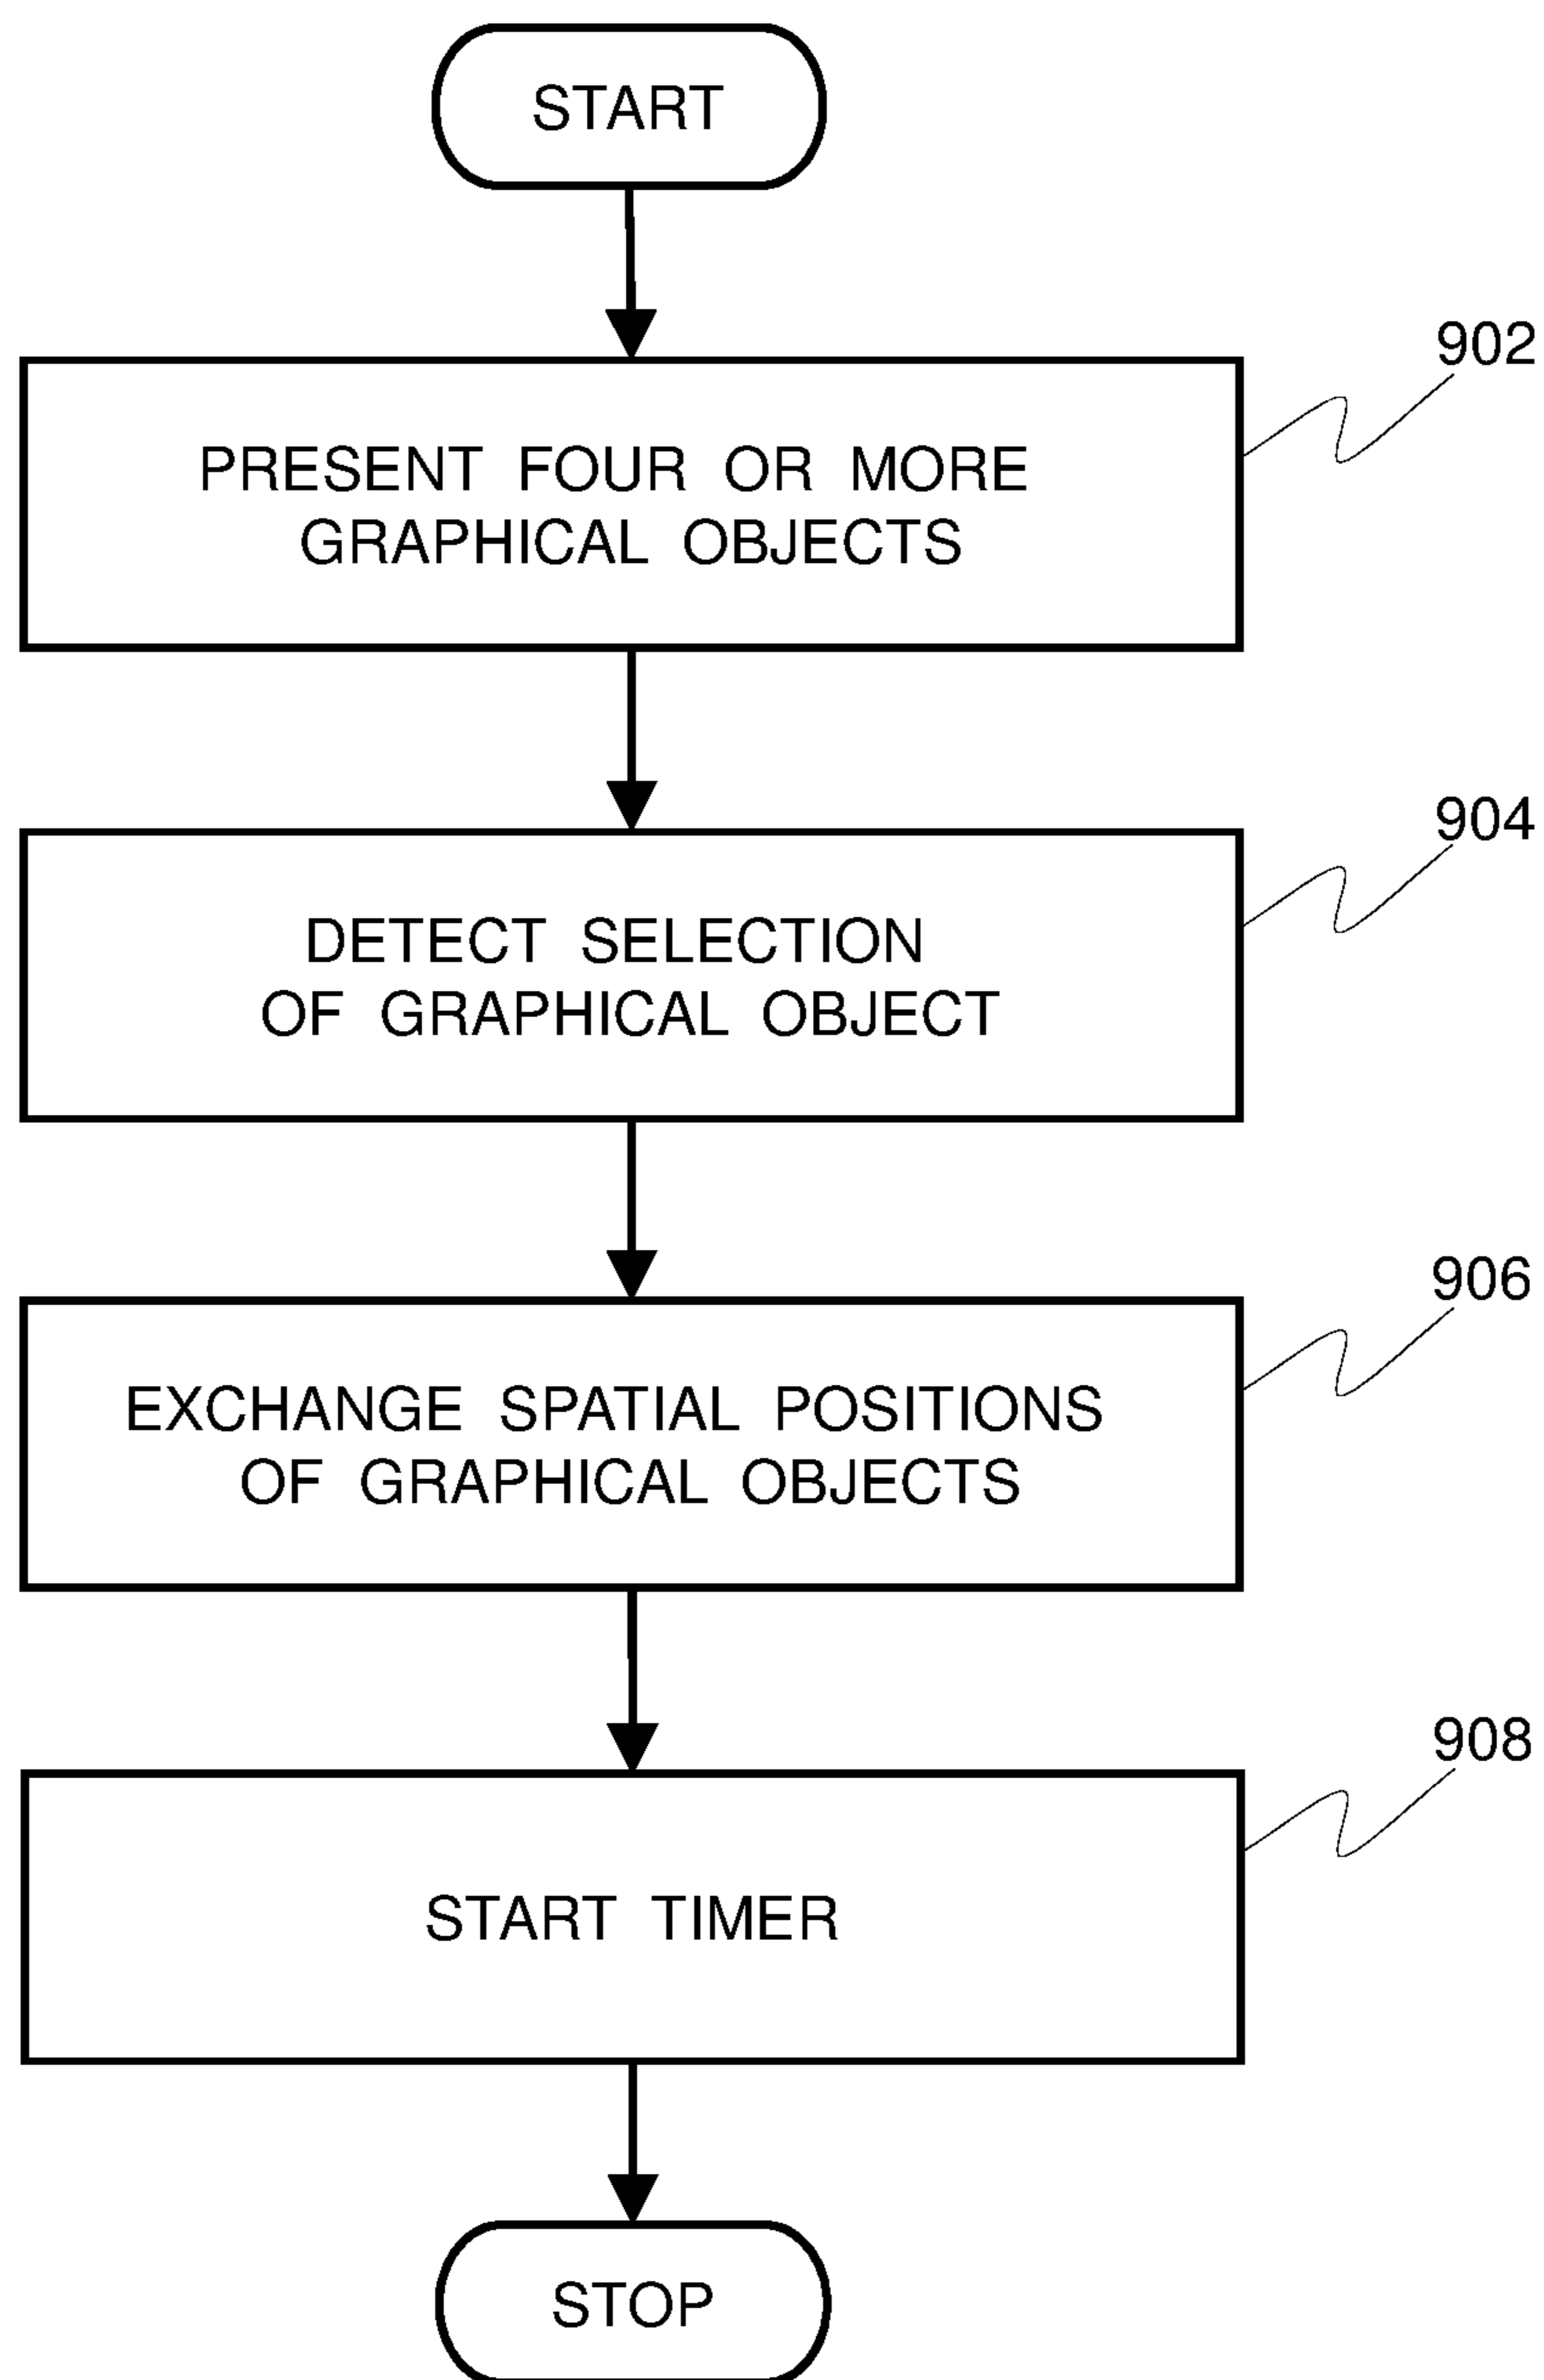 START
902
PRESENT FOUR OR MORE
GRAPHICAL OBJECTS
904
DETECT SELECTION
OF GRAPHICAL OBJECT
906
EXCHANGE SPATIAL POSITIONS
OF GRAPHICAL OBJECTS
908
START TIMER
STOP